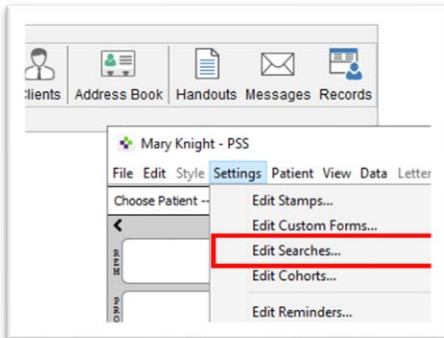 lients Address Book Handouts Messages Records
Mary Knight - PSS
File Edit Style Settings Patient View Data Letter
Choose Patient --
Edit Stamps...
Edit Custom Forms...
Edit Searches...
Edit Cohorts...
Edit Reminders...